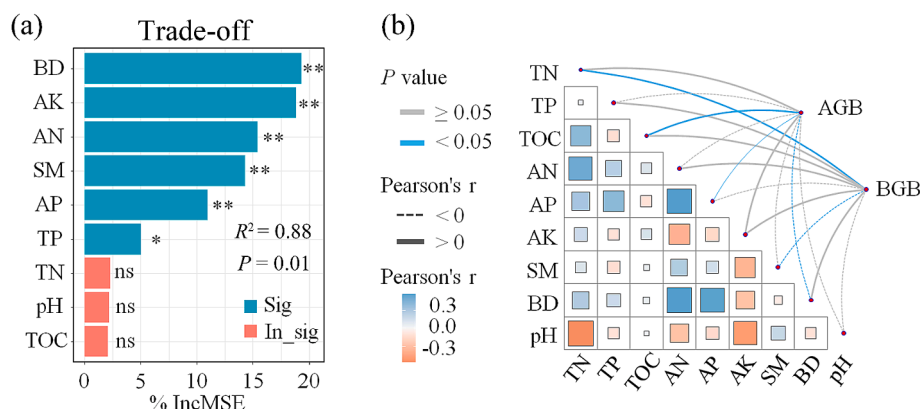 (a)
Trade-off
BD
**
AK
**
AN
**
SM
**
AP
**
TP
*
TN
ns
pH
ns
TOC
ns
R² = 0.88
P = 0.01
Sig
In_sig
0 5 10 15 20
% IncMSE
(b)
P value
≥ 0.05
< 0.05
Pearson's r
< 0
> 0
Pearson's r
0.3
0.0
-0.3
TN
TP
TOC
AN
AP
AK
SM
BD
pH
TN TP TOC AN AP AK SM BD pH
AGB
BGB